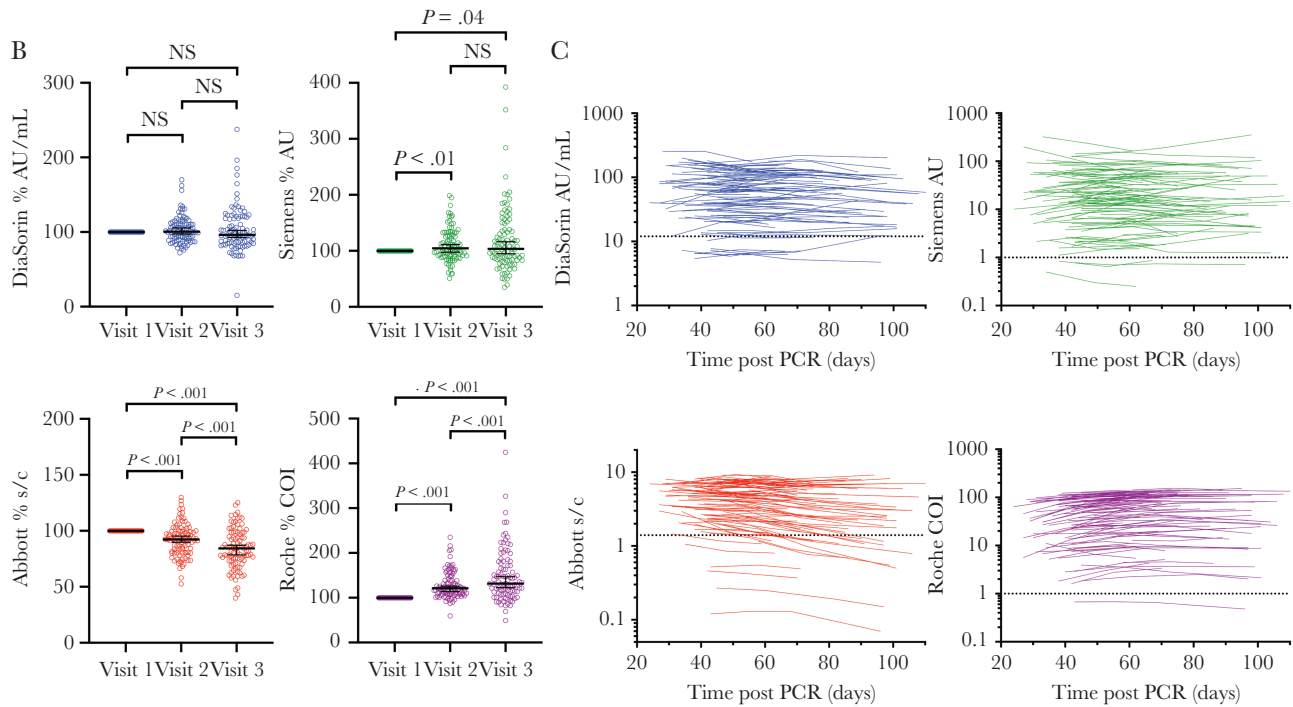 B
DiaSorin % AU/mL
300
200
100
0
NS
NS
NS
Visit 1 Visit 2 Visit 3
Siemens % AU
400
300
200
100
0
P = .04
NS
P < .01
Visit 1 Visit 2 Visit 3
Abbott % s/c
200
150
100
50
0
P < .001
P < .001
P < .001
Visit 1 Visit 2 Visit 3
Roche % COI
500
400
300
200
100
0
. P < .001
P < .001
P < .001
Visit 1 Visit 2 Visit 3
C
DiaSorin AU/mL
1000
100
10
1
20 40 60 80 100
Time post PCR (days)
Siemens AU
1000
100
10
1
0.1
20 40 60 80 100
Time post PCR (days)
Abbott s/c
10
1
0.1
20 40 60 80 100
Time post PCR (days)
Roche COI
1000
100
10
1
0.1
20 40 60 80 100
Time post PCR (days)